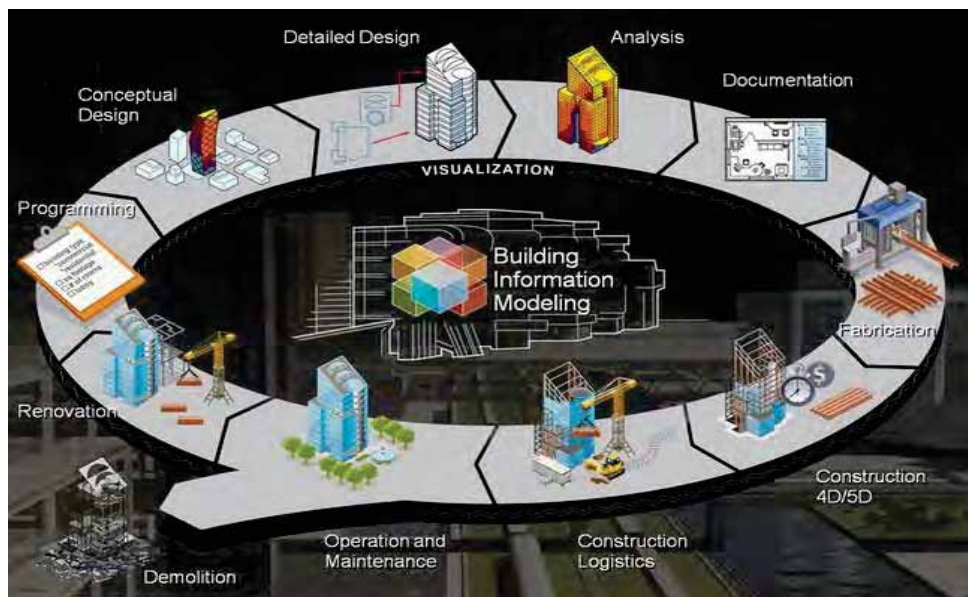 Detailed Design
Analysis
Documentation
Conceptual
Design
VISUALIZATION
Programming
Building
Information
Modeling
Fabrication
Renovation
Construction
4D/5D
Operation and
Maintenance
Construction
Logistics
Demolition